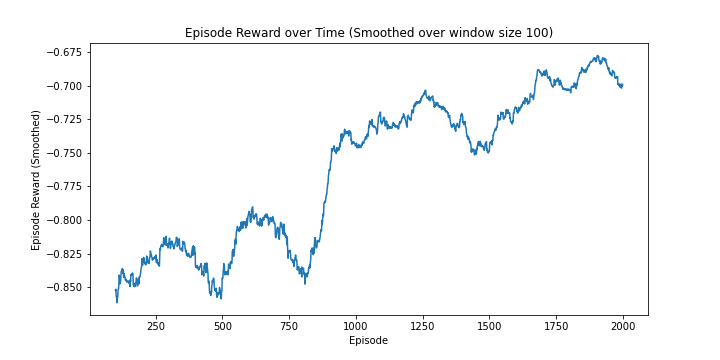 Episode Reward over Time (Smoothed over window size 100)
Episode Reward (Smoothed)
−0.675
−0.700
−0.725
−0.750
−0.775
−0.800
−0.825
−0.850
250 500 750 1000 1250 1500 1750 2000
Episode